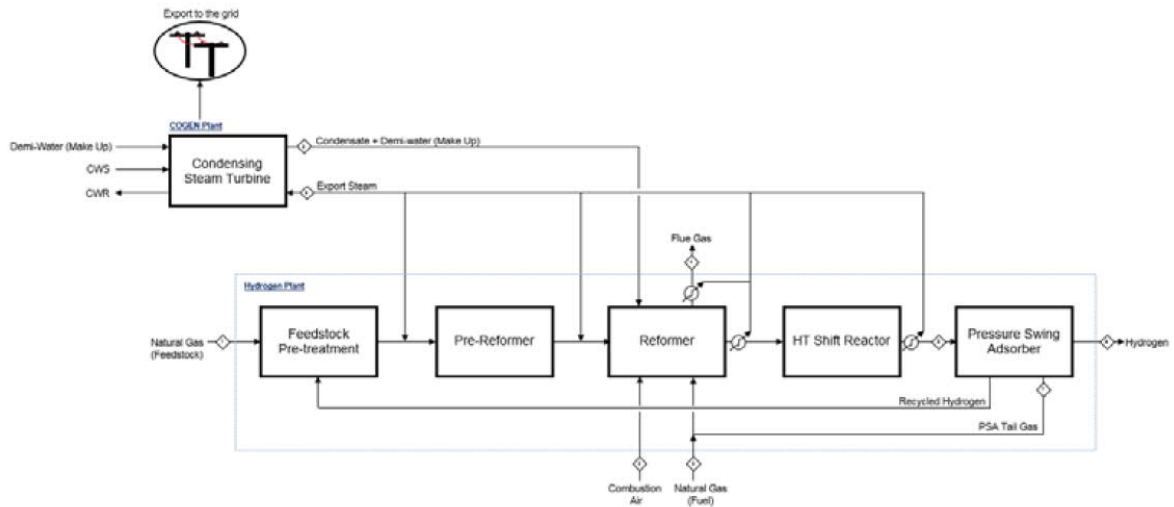 Export to the grid
COGEN Plant
Demi-Water (Make Up)
CWS
CWR
Condensing
Steam Turbine
Condensate + Demi-water (Make Up)
Export Steam
Flue Gas
Hydrogen Plant
Natural Gas
(Feedstock)
Feedstock
Pre-treatment
Pre-Reformer
Reformer
HT Shift Reactor
Pressure Swing
Adsorber
Hydrogen
Recycled Hydrogen
PSA Tail Gas
Combustion
Air
Natural Gas
(Fuel)